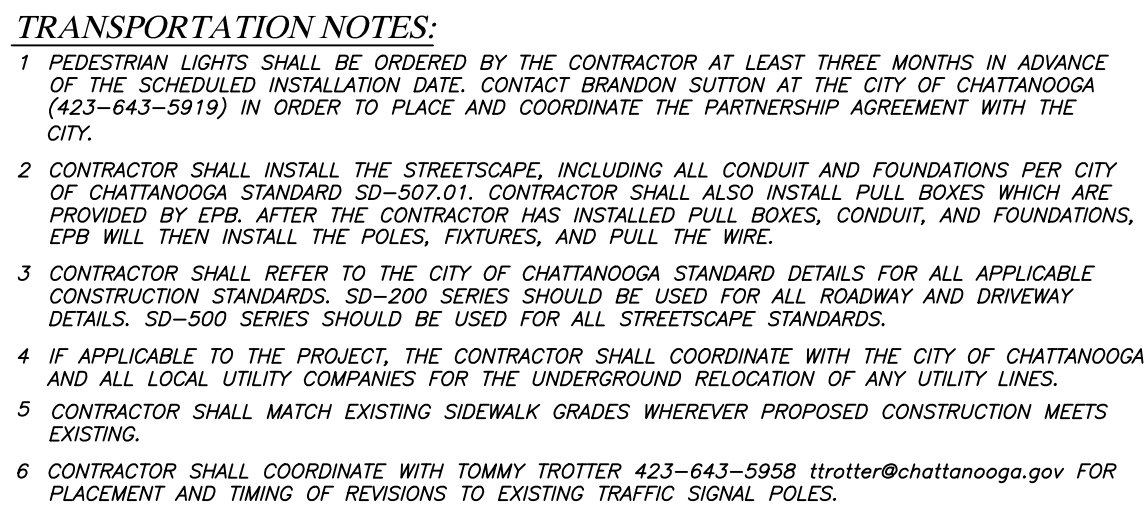 TRANSPORTATION NOTES:
1 PEDESTRIAN LIGHTS SHALL BE ORDERED BY THE CONTRACTOR AT LEAST THREE MONTHS IN ADVANCE
OF THE SCHEDULED INSTALLATION DATE. CONTACT BRANDON SUTTON AT THE CITY OF CHATTANOOGA
(423-643-5919) IN ORDER TO PLACE AND COORDINATE THE PARTNERSHIP AGREEMENT WITH THE
CITY.
2 CONTRACTOR SHALL INSTALL THE STREETSCAPE, INCLUDING ALL CONDUIT AND FOUNDATIONS PER CITY
OF CHATTANOOGA STANDARD SD-507.01. CONTRACTOR SHALL ALSO INSTALL PULL BOXES WHICH ARE
PROVIDED BY EPB. AFTER THE CONTRACTOR HAS INSTALLED PULL BOXES, CONDUIT, AND FOUNDATIONS,
EPB WILL THEN INSTALL THE POLES, FIXTURES, AND PULL THE WIRE.
3 CONTRACTOR SHALL REFER TO THE CITY OF CHATTANOOGA STANDARD DETAILS FOR ALL APPLICABLE
CONSTRUCTION STANDARDS. SD-200 SERIES SHOULD BE USED FOR ALL ROADWAY AND DRIVEWAY
DETAILS. SD-500 SERIES SHOULD BE USED FOR ALL STREETSCAPE STANDARDS.
4 IF APPLICABLE TO THE PROJECT, THE CONTRACTOR SHALL COORDINATE WITH THE CITY OF CHATTANOOGA
AND ALL LOCAL UTILITY COMPANIES FOR THE UNDERGROUND RELOCATION OF ANY UTILITY LINES.
5 CONTRACTOR SHALL MATCH EXISTING SIDEWALK GRADES WHEREVER PROPOSED CONSTRUCTION MEETS
EXISTING.
6 CONTRACTOR SHALL COORDINATE WITH TOMMY TROTTER 423-643-5958 ttrotter@chattanooga.gov FOR
PLACEMENT AND TIMING OF REVISIONS TO EXISTING TRAFFIC SIGNAL POLES.